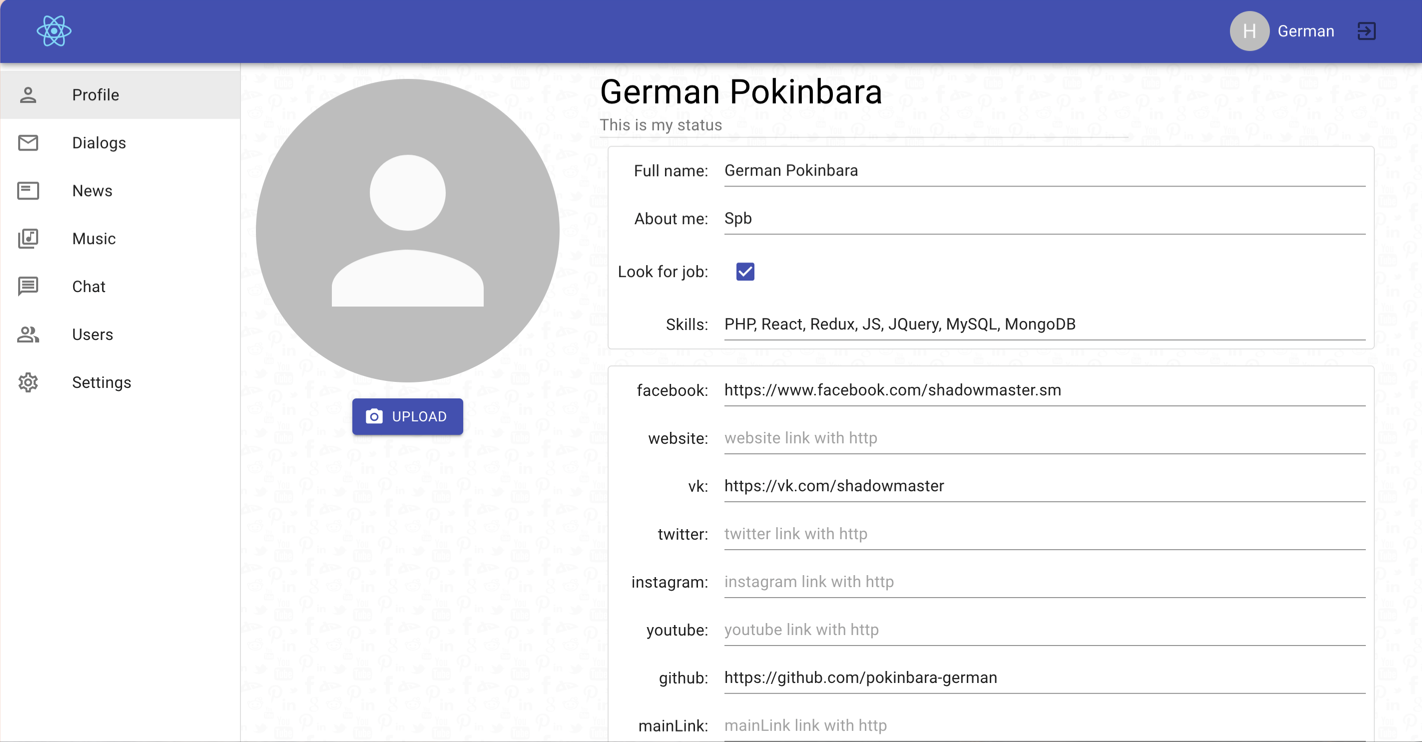 H German
Profile
Dialogs
News
Music
Chat
Users
Settings
UPLOAD
German Pokinbara
This is my status
Full name: German Pokinbara
About me: Spb
Look for job:
Skills: PHP, React, Redux, JS, JQuery, MySQL, MongoDB
facebook: https://www.facebook.com/shadowmaster.sm
website: website link with http
vk: https://vk.com/shadowmaster
twitter: twitter link with http
instagram: instagram link with http
youtube: youtube link with http
github: https://github.com/pokinbara-german
mainLink: mainLink link with http